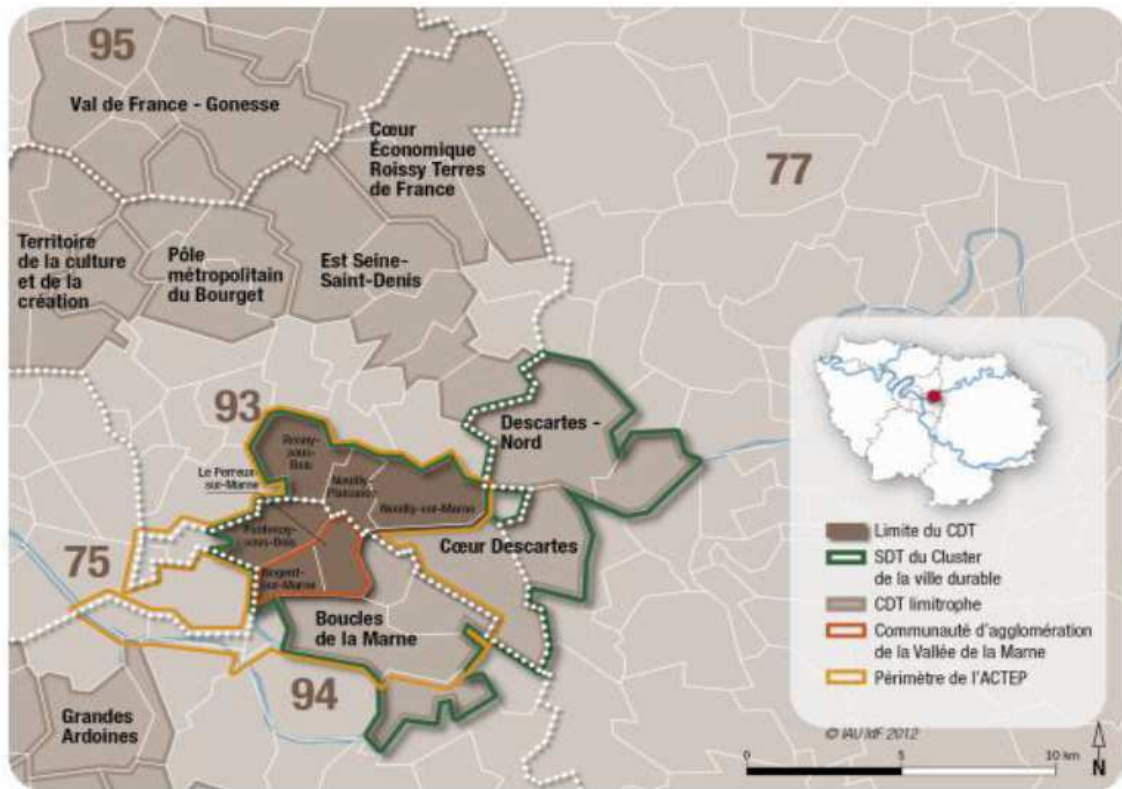 95
Val de France - Gonesse
Cœur
Économique
Roissy Terres
de France
77
Territoire
de la culture
et de la
création
Pôle
métropolitain
du Bourget
Est Seine-
Saint-Denis
93
Descartes -
Nord
Rosny-
sous-
Bois
Le Perreux-
sur-Marne
Neuilly-
Plaisance
Neuilly-sur-Marne
Fontenay-
sous-Bois
75
Cœur Descartes
Nogent-
sur-Marne
Boucles
de la Marne
94
Grandes
Ardoines
Limite du CDT
SDT du Cluster
de la ville durable
CDT limitrophe
Communauté d'agglomération
de la Vallée de la Marne
Périmètre de l'ACTEP
© IAU îdF 2012
0 5 10 km
N